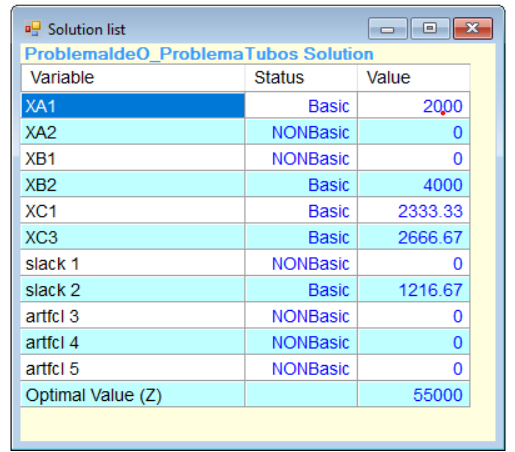 Solution list
ProblemaIdeO_ProblemaTubos Solution
Variable Status Value
XA1 Basic 2000
XA2 NONBasic 0
XB1 NONBasic 0
XB2 Basic 4000
XC1 Basic 2333.33
XC3 Basic 2666.67
slack 1 NONBasic 0
slack 2 Basic 1216.67
artfcl 3 NONBasic 0
artfcl 4 NONBasic 0
artfcl 5 NONBasic 0
Optimal Value (Z) 55000